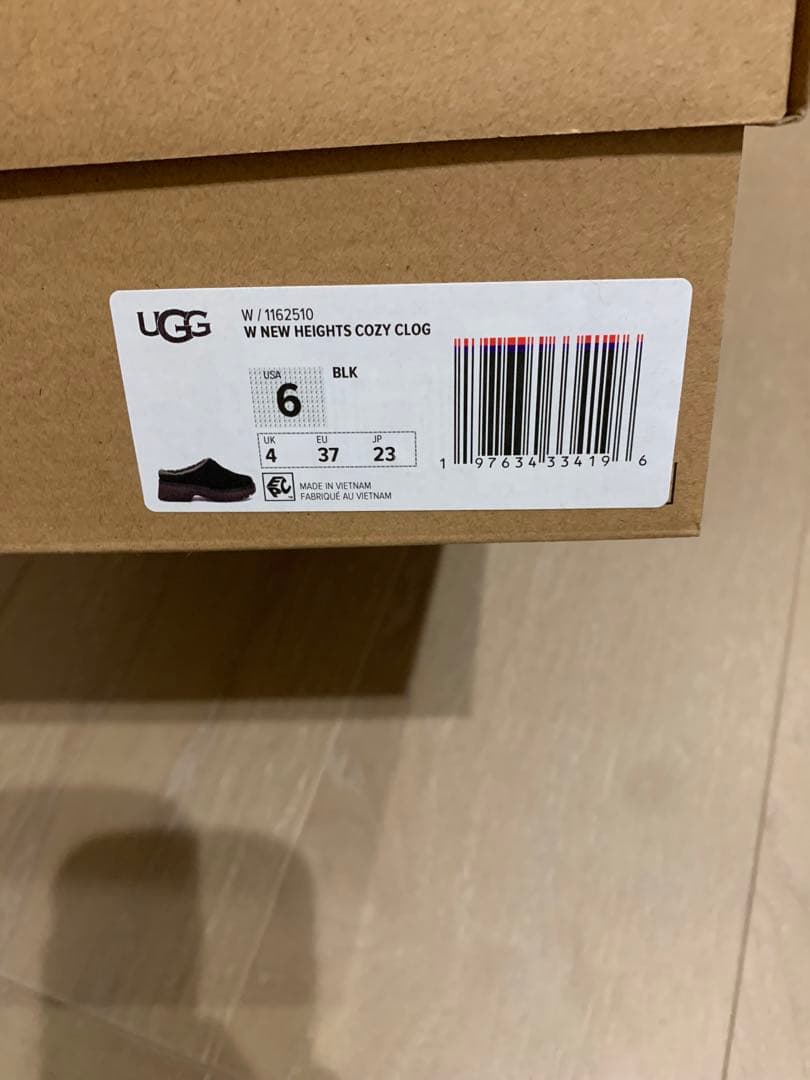 UGG
W / 1162510
W NEW HEIGHTS COZY CLOG
USA
6
BLK
UK EU JP
4 37 23
EPC
MADE IN VIETNAM
FABRIQUÉ AU VIETNAM
1 97634 33419 6